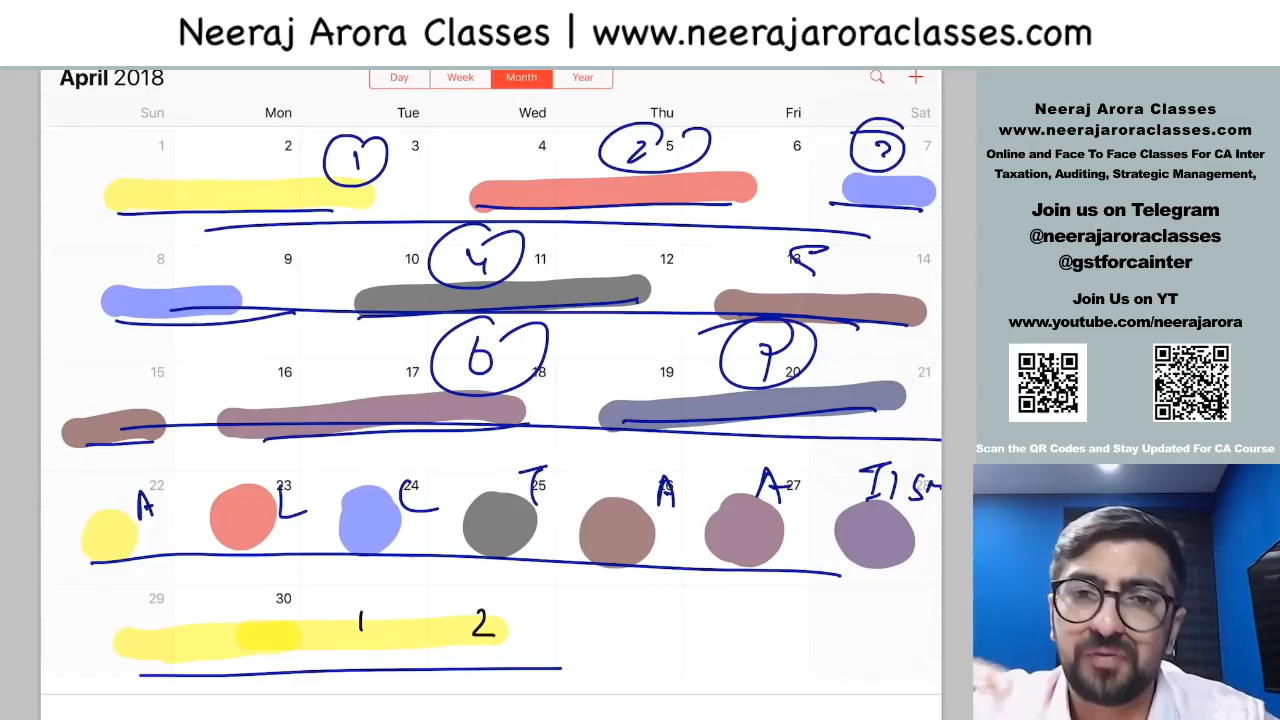 Neeraj Arora Classes | www.neerajaroraclasses.com
April 2018
Day Week Month Year
Sun Mon Tue Wed Thu Fri Sat
1 2 3 4 5 6 7
1 2
8 9 10 11 12 13 14
4
15 16 17 18 19 20 21
6 7
22 23 24 25 26 27 28
A L C T A A
29 30
1 2
Neeraj Arora Classes
www.neerajaroraclasses.com
Online and Face To Face Classes For CA Inter
Taxation, Auditing, Strategic Management,
Join us on Telegram
@neerajaroraclasses
@gstforcainter
Join Us on YT
www.youtube.com/neerajarora
Scan the QR Codes and Stay Updated For CA Course